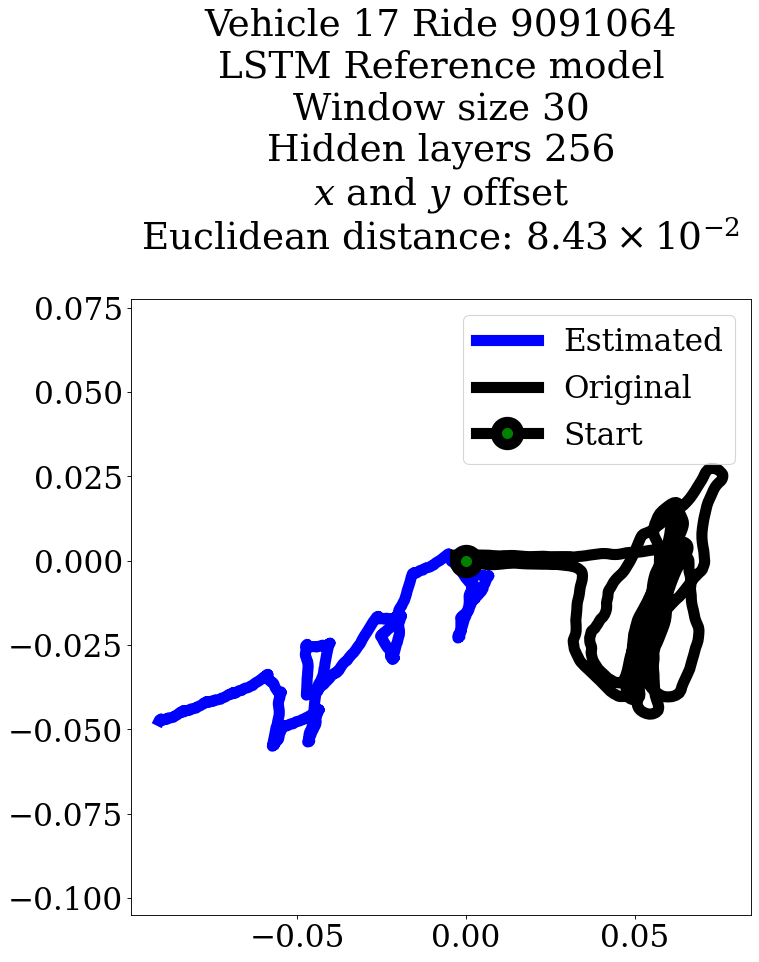 Vehicle 17 Ride 9091064
LSTM Reference model
Window size 30
Hidden layers 256
x and y offset
Euclidean distance: 8.43 × 10⁻²
0.075
0.050
0.025
0.000
−0.025
−0.050
−0.075
−0.100
Estimated
Original
Start
−0.05 0.00 0.05